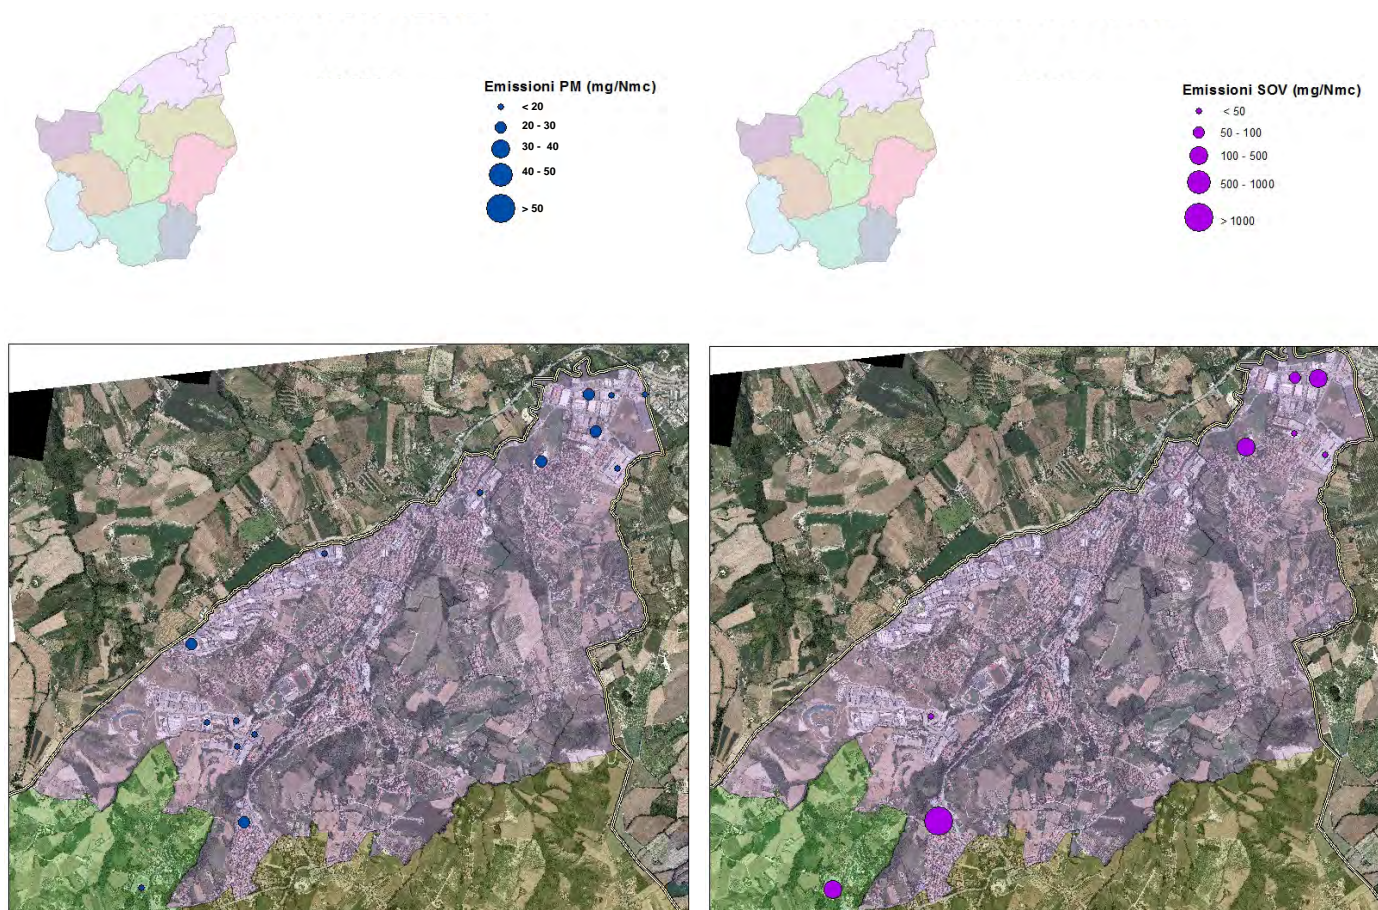 Emissioni PM (mg/Nmc)
< 20
20 - 30
30 - 40
40 - 50
> 50
Emissioni SOV (mg/Nmc)
< 50
50 - 100
100 - 500
500 - 1000
> 1000